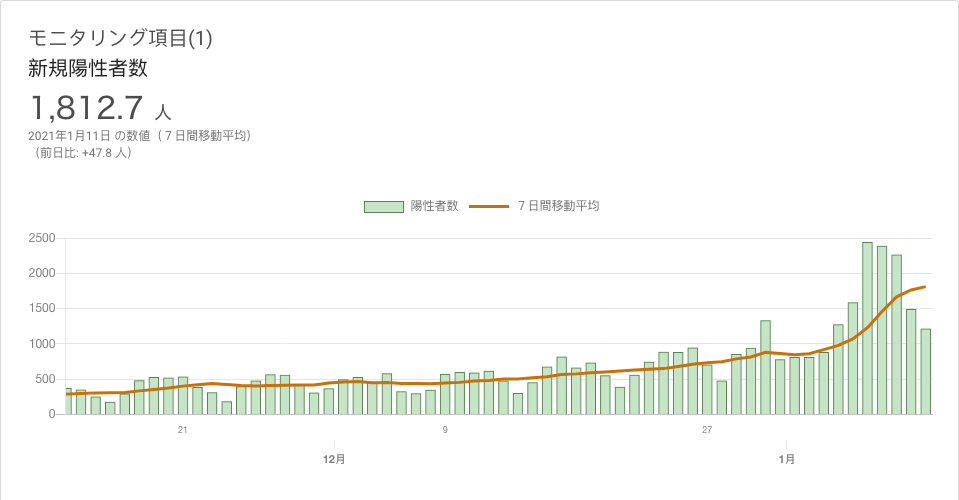 モニタリング項目(1)
新規陽性者数
1,812.7 人
2021年1月11日 の数値（７日間移動平均）
（前日比: +47.8 人）
陽性者数 ７日間移動平均
2500
2000
1500
1000
500
0
21 9 27
12月 1月